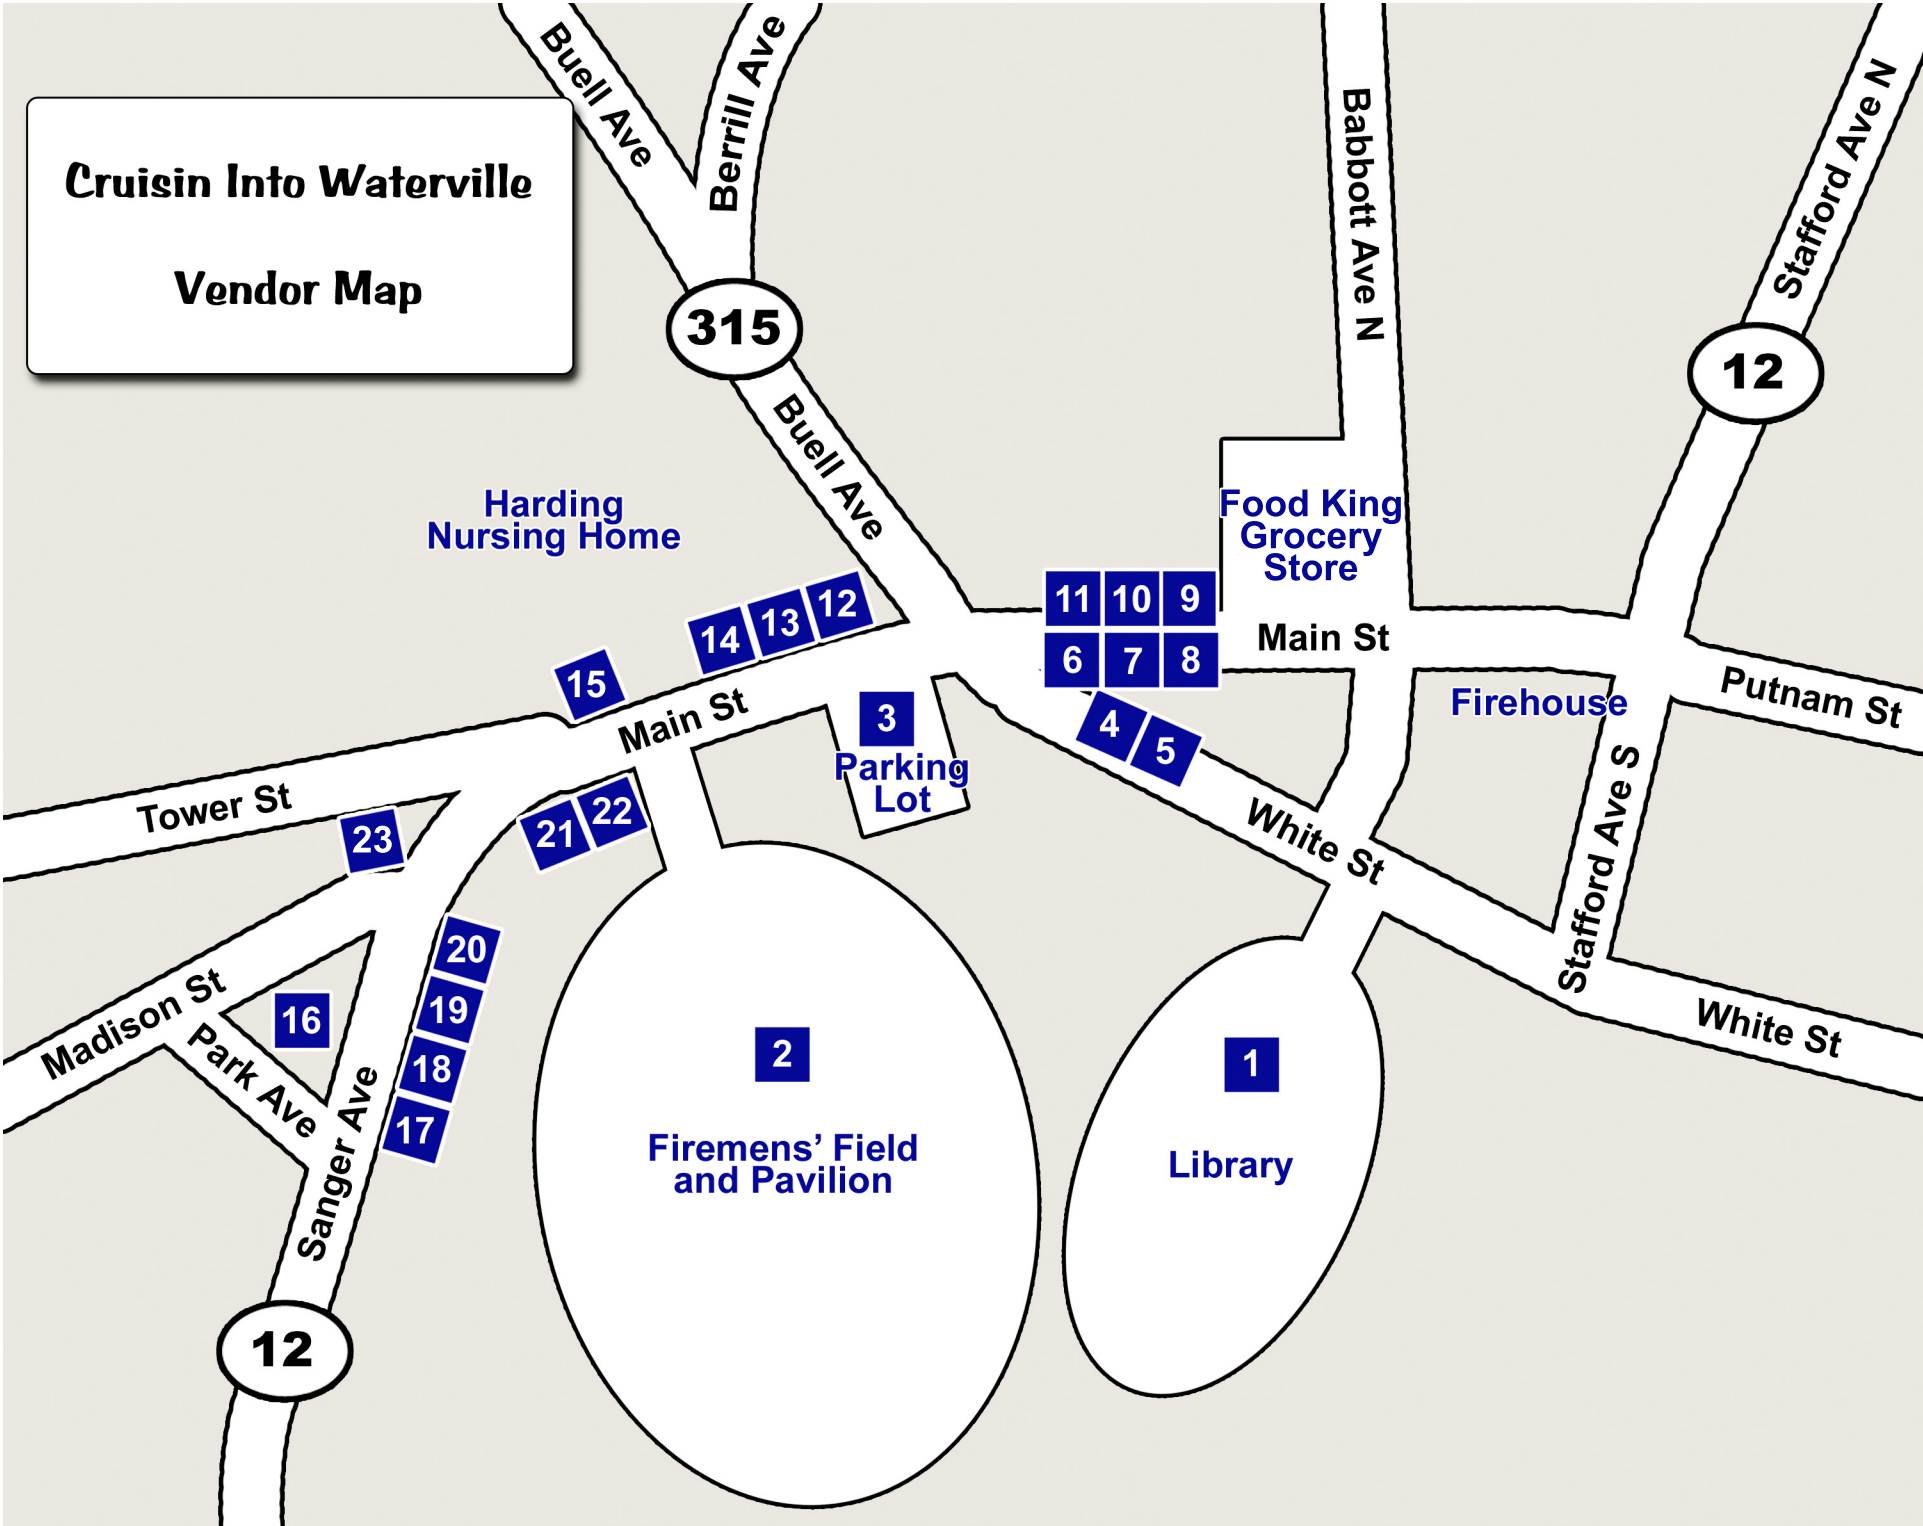 Cruisin Into Waterville
Vendor Map
Buell Ave
Berrill Ave
Babbott Ave N
Stafford Ave N
315
12
Buell Ave
Harding
Nursing Home
Food King
Grocery
Store
11 10 9
6 7 8
Main St
14 13 12
15
Main St
3
Parking
Lot
4 5
Firehouse
Putnam St
Tower St
23
21 22
White St
Stafford Ave S
20
19
18
17
Madison St
16
Park Ave
Sanger Ave
White St
2
Firemens’ Field
and Pavilion
1
Library
12